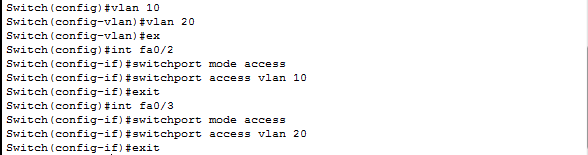 Switch(config)#vlan 10
Switch(config-vlan)#vlan 20
Switch(config-vlan)#ex
Switch(config)#int fa0/2
Switch(config-if)#switchport mode access
Switch(config-if)#switchport access vlan 10
Switch(config-if)#exit
Switch(config)#int fa0/3
Switch(config-if)#switchport mode access
Switch(config-if)#switchport access vlan 20
Switch(config-if)#exit